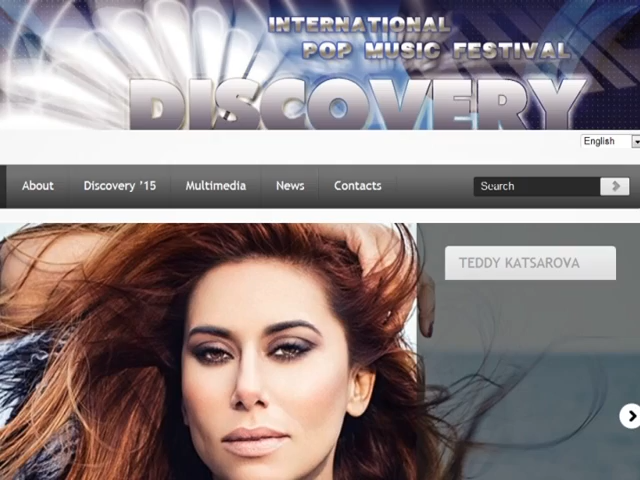 INTERNATIONAL
POP MUSIC FESTIVAL
DISCOVERY
English
About
Discovery '15
Multimedia
News
Contacts
Search
TEDDY KATSAROVA